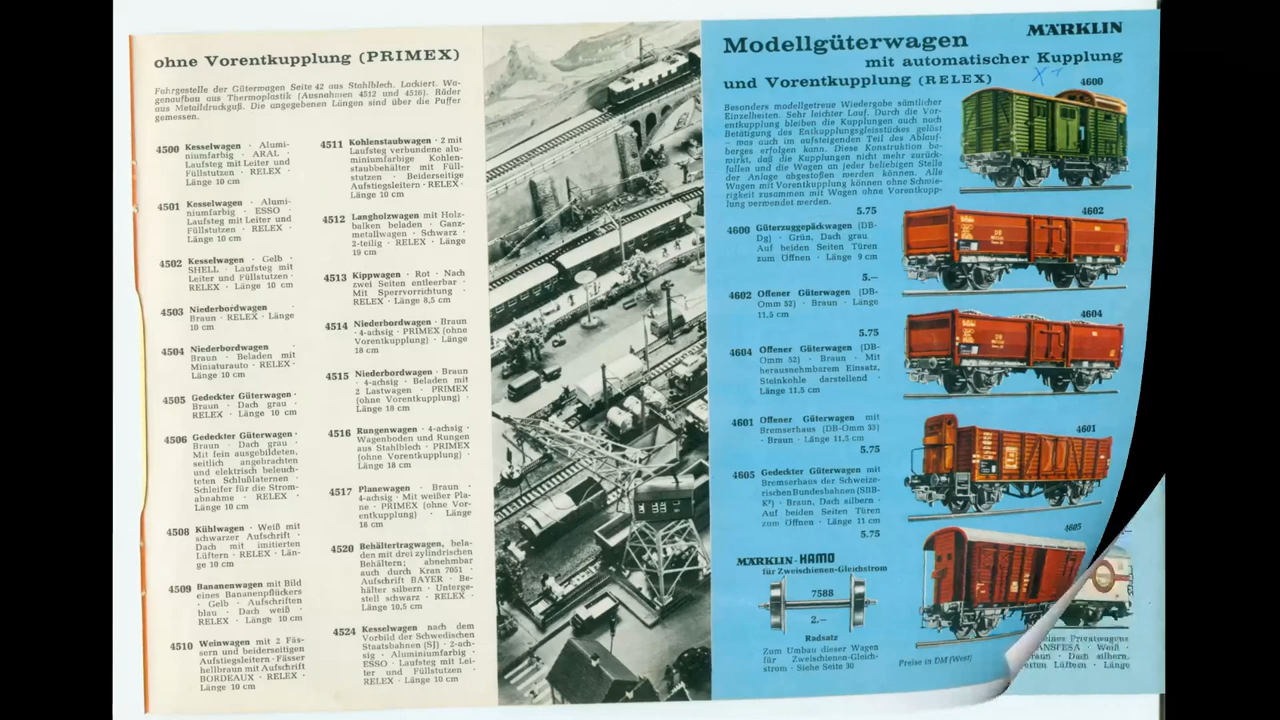 ohne Vorentkupplung (PRIMEX)
Fahrgestelle der Güterwagen Seite 42 aus Stahlblech. Lackiert. Wa-
genaufbau aus Thermoplastik (Ausnahmen 4512 und 4516). Räder
aus Metalldruckguß. Die angegebenen Längen sind über die Puffer
gemessen.
4500 Kesselwagen · Alumi-
niumfarbig · ARAL ·
Laufsteg mit Leiter und
Füllstutzen · RELEX ·
Länge 10 cm
4501 Kesselwagen · Alumi-
niumfarbig · ESSO ·
Laufsteg mit Leiter und
Füllstutzen · RELEX ·
Länge 10 cm
4502 Kesselwagen · Gelb ·
SHELL · Laufsteg mit
Leiter und Füllstutzen ·
RELEX · Länge 10 cm
4503 Niederbordwagen
Braun · RELEX · Länge
10 cm
4504 Niederbordwagen
Braun · Beladen mit
Miniaturauto · RELEX ·
Länge 10 cm
4505 Gedeckter Güterwagen ·
Braun · Dach grau ·
RELEX · Länge 10 cm
4506 Gedeckter Güterwagen ·
Braun · Dach grau ·
Mit fein ausgebildeten,
seitlich angebrachten
und elektrisch beleuch-
teten Schlußlaternen ·
Schleifer für die Strom-
abnahme · RELEX ·
Länge 10 cm
4508 Kühlwagen · Weiß mit
schwarzer Aufschrift ·
Dach mit imitierten
Lüftern · RELEX · Län-
ge 10 cm
4509 Bananenwagen mit Bild
eines Bananenpflückers
· Gelb · Aufschriften
blau · Dach weiß ·
RELEX · Länge 10 cm
4510 Weinwagen mit 2 Fäs-
sern und beiderseitigen
Aufstiegsleitern · Fässer
hellbraun mit Aufschrift
BORDEAUX · RELEX ·
Länge 10 cm
4511 Kohlenstaubwagen · 2 mit
Laufsteg verbundene alu-
miniumfarbige Kohlen-
staubbehälter mit Füll-
stutzen · Beiderseitige
Aufstiegsleitern · RELEX ·
Länge 10 cm
4512 Langholzwagen mit Holz-
balken beladen · Ganz-
metallwagen · Schwarz ·
2-teilig · RELEX · Länge
19 cm
4513 Kippwagen · Rot · Nach
zwei Seiten entleerbar ·
Mit Sperrvorrichtung ·
RELEX · Länge 8,5 cm
4514 Niederbordwagen · Braun
· 4-achsig · PRIMEX (ohne
Vorentkupplung) · Länge
18 cm
4515 Niederbordwagen · Braun
· 4-achsig · Beladen mit
2 Lastwagen · PRIMEX
(ohne Vorentkupplung) ·
Länge 18 cm
4516 Rungenwagen · 4-achsig ·
Wagenboden und Rungen
aus Stahlblech · PRIMEX
(ohne Vorentkupplung) ·
Länge 18 cm
4517 Planewagen · Braun ·
4-achsig · Mit weißer Pla-
ne · PRIMEX (ohne Vor-
entkupplung) · Länge
18 cm
4520 Behältertragwagen, bela-
den mit drei zylindrischen
Behältern; abnehmbar
auch durch Kran 7051 ·
Aufschrift BAYER · Be-
hälter silbern · Unterge-
stell schwarz · RELEX ·
Länge 10,5 cm
4524 Kesselwagen nach dem
Vorbild der Schwedischen
Staatsbahnen (SJ) · 2-ach-
sig · Aluminiumfarbig ·
ESSO · Laufsteg mit Lei-
ter und Füllstutzen ·
RELEX · Länge 10 cm
MÄRKLIN
Modellgüterwagen
mit automatischer Kupplung
und Vorentkupplung (RELEX)
Besonders modellgetreue Wiedergabe sämtlicher
Einzelheiten. Sehr leichter Lauf. Durch die Vor-
entkupplung bleiben die Kupplungen auch nach
Betätigung des Entkupplungsgleisstückes gelöst
– was auch im aufsteigenden Teil des Ablauf-
berges erfolgen kann. Diese Konstruktion be-
wirkt, daß die Kupplungen nicht mehr zurück-
fallen und die Wagen an jeder beliebigen Stelle
der Anlage abgestoßen werden können. Alle
Wagen mit Vorentkupplung können ohne Schwie-
rigkeit zusammen mit Wagen ohne Vorentkupp-
lung verwendet werden.
5.75
4600 Güterzuggepäckwagen (DB-
Dg) · Grün, Dach grau ·
Auf beiden Seiten Türen
zum Öffnen · Länge 9 cm
5.—
4602 Offener Güterwagen (DB-
Omm 52) · Braun · Länge
11,5 cm
5.75
4604 Offener Güterwagen (DB-
Omm 52) · Braun · Mit
herausnehmbarem Einsatz,
Steinkohle darstellend ·
Länge 11,5 cm
4601 Offener Güterwagen mit
Bremserhaus (DB-Omm 33)
· Braun · Länge 11,5 cm
5.75
4605 Gedeckter Güterwagen mit
Bremserhaus der Schweize-
rischen Bundesbahnen (SBB-
K³) · Braun, Dach silbern ·
Auf beiden Seiten Türen
zum Öffnen · Länge 11 cm
5.75
MÄRKLIN-HAMO
für Zweischienen-Gleichstrom
7588
2.—
Radsatz
Zum Umbau dieser Wagen
für Zweischienen-Gleich-
strom · Siehe Seite 30
Preise in DM (West)
4600
4602
4604
4601
4605
eines Privatwagens
ANSFESA · Weiß ·
raun · Dach silbern,
Lüftern · Länge